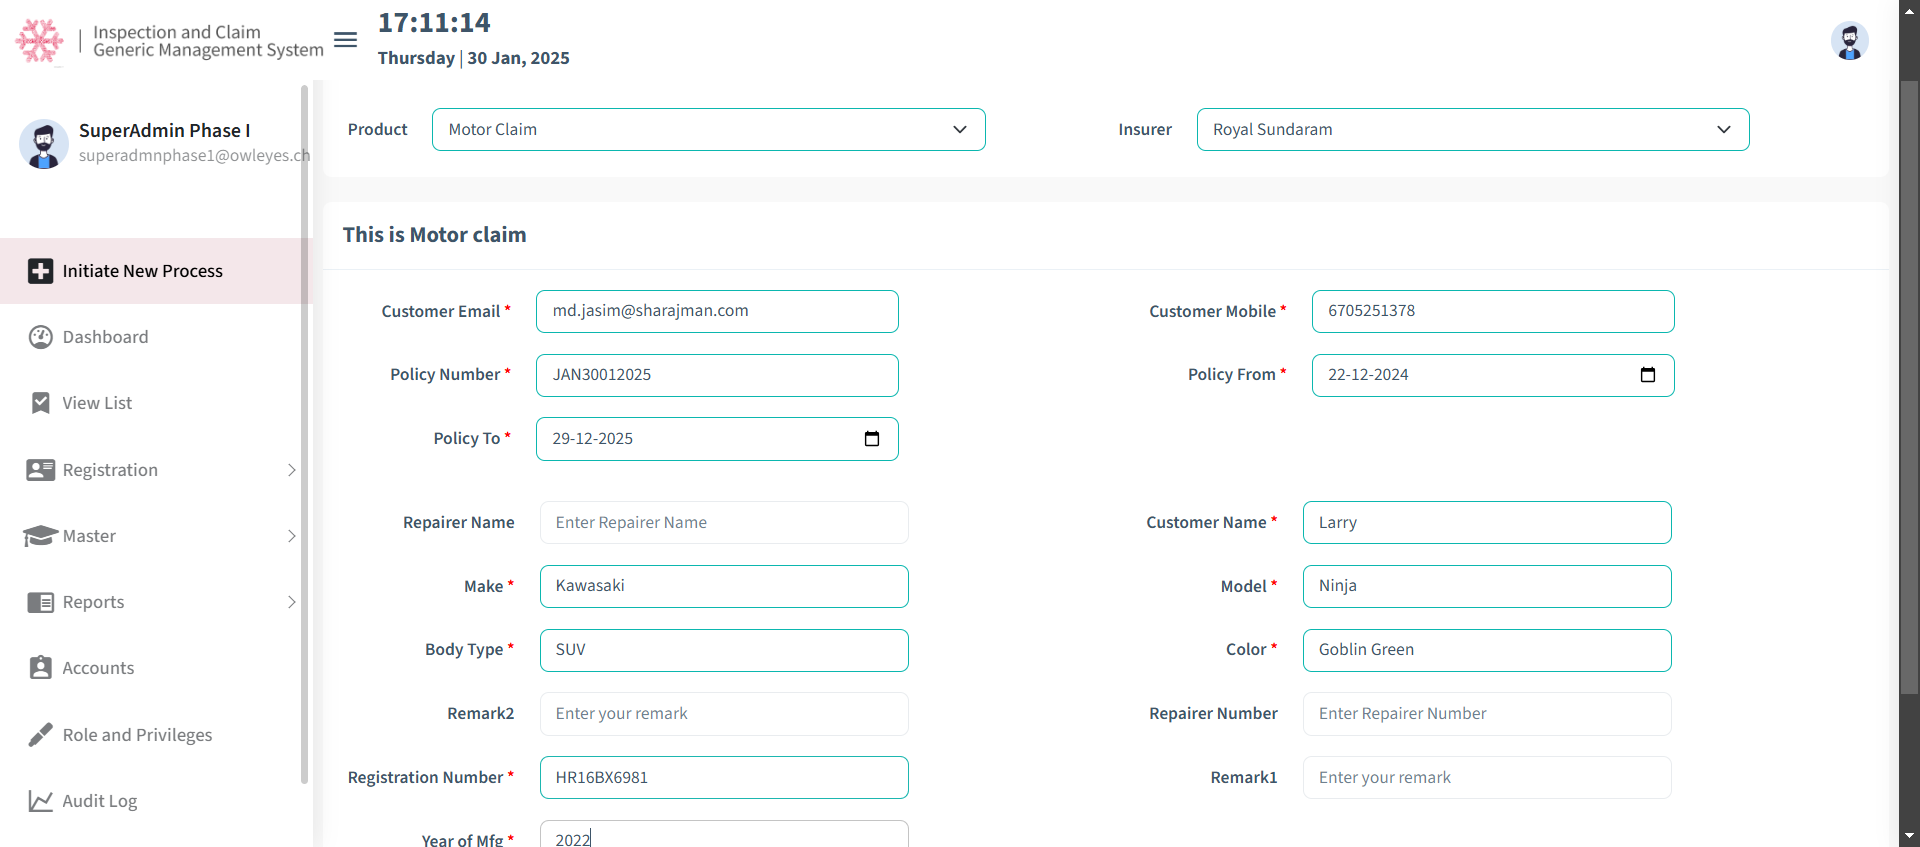 Inspection and Claim
Generic Management System
17:11:14
Thursday | 30 Jan, 2025
SuperAdmin Phase I
superadmnphase1@owleyes.ch
Initiate New Process
Dashboard
View List
Registration
Master
Reports
Accounts
Role and Privileges
Audit Log
Product Motor Claim Insurer Royal Sundaram
This is Motor claim
Customer Email * md.jasim@sharajman.com Customer Mobile * 6705251378
Policy Number * JAN30012025 Policy From * 22-12-2024
Policy To * 29-12-2025
Repairer Name Enter Repairer Name Customer Name * Larry
Make * Kawasaki Model * Ninja
Body Type * SUV Color * Goblin Green
Remark2 Enter your remark Repairer Number Enter Repairer Number
Registration Number * HR16BX6981 Remark1 Enter your remark
Year of Mfg * 2022